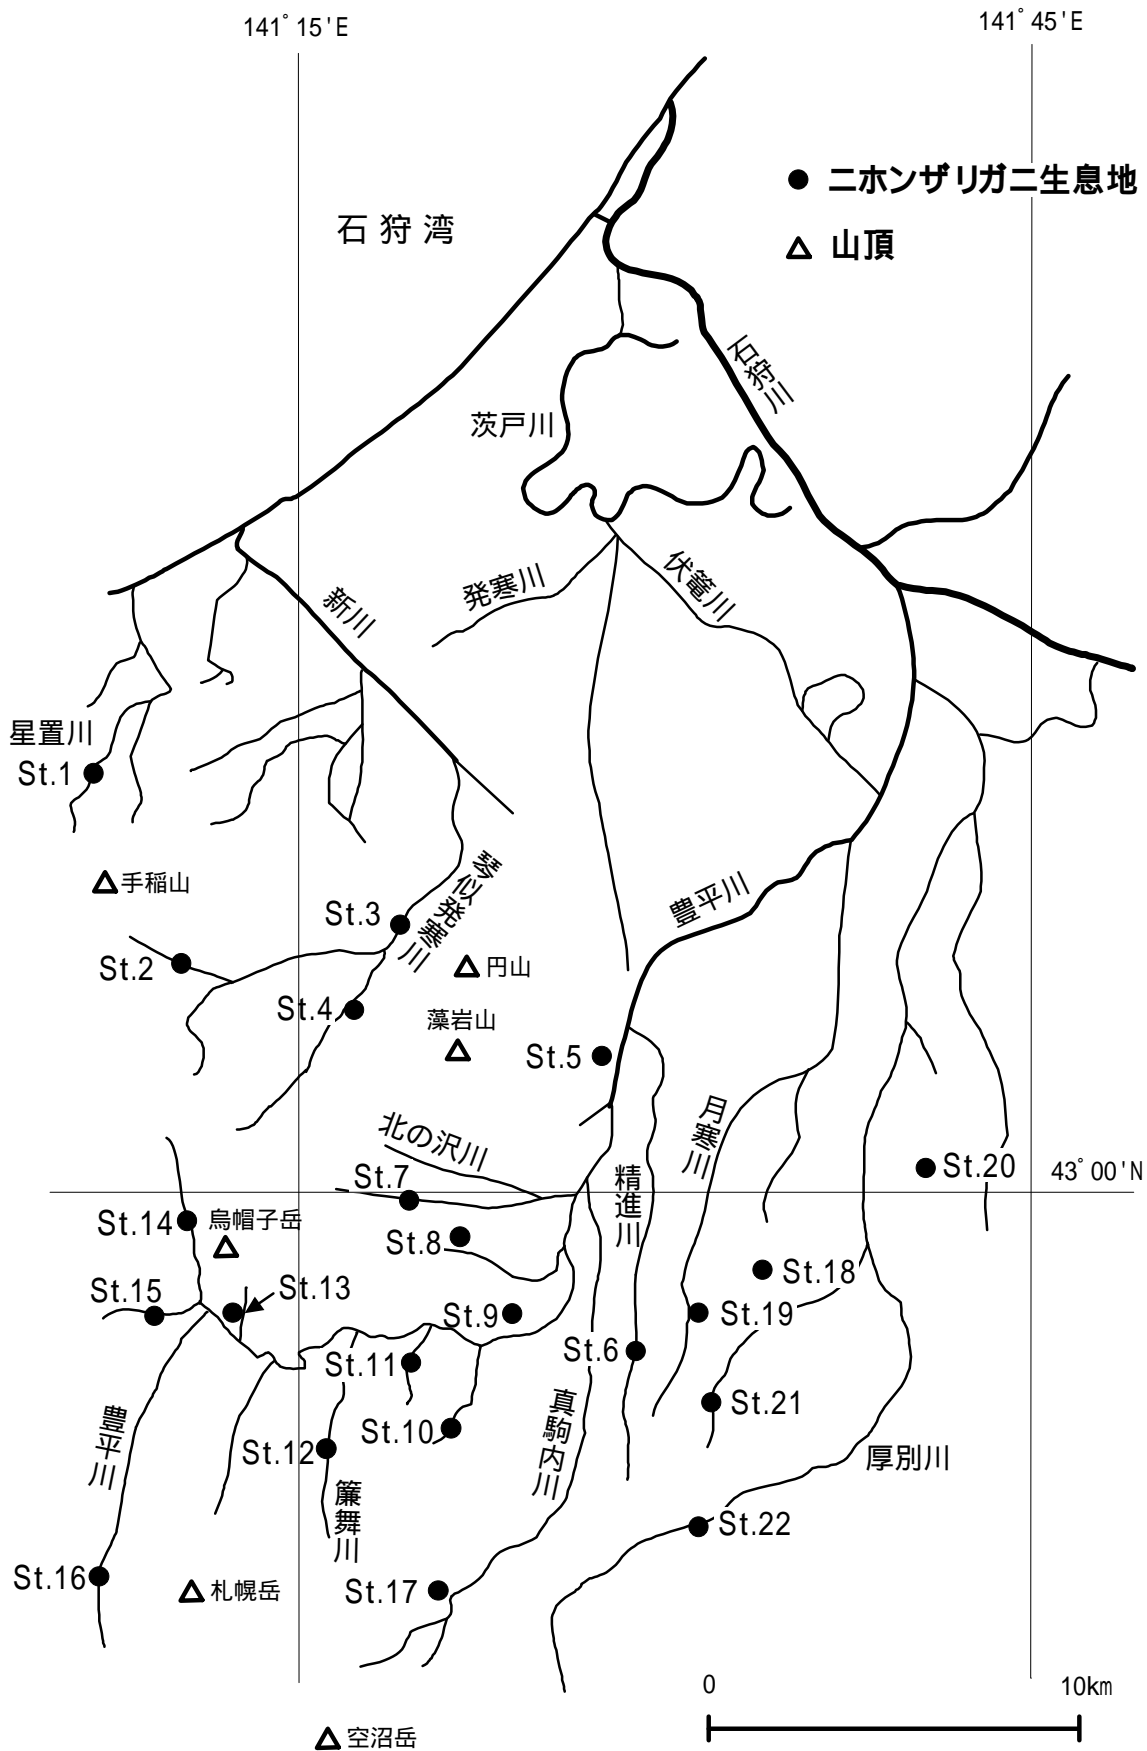 141°15'E
141°45'E
ニホンザリガニ生息地
石狩湾
山頂
石狩川
茨戸川
発寒川
伏篭川
新川
星置川
St.1
手稲山
琴似発寒川
豊平川
St.3
St.2
円山
St.4
藻岩山
St.5
月寒川
北の沢川
精進川
St.20
43°00'N
St.7
St.14
烏帽子岳
St.8
St.18
St.15
St.13
St.9
St.19
St.11
St.6
豊平川
St.10
真駒内川
St.21
St.12
厚別川
簾舞川
St.22
St.16
札幌岳
St.17
0
10km
空沼岳